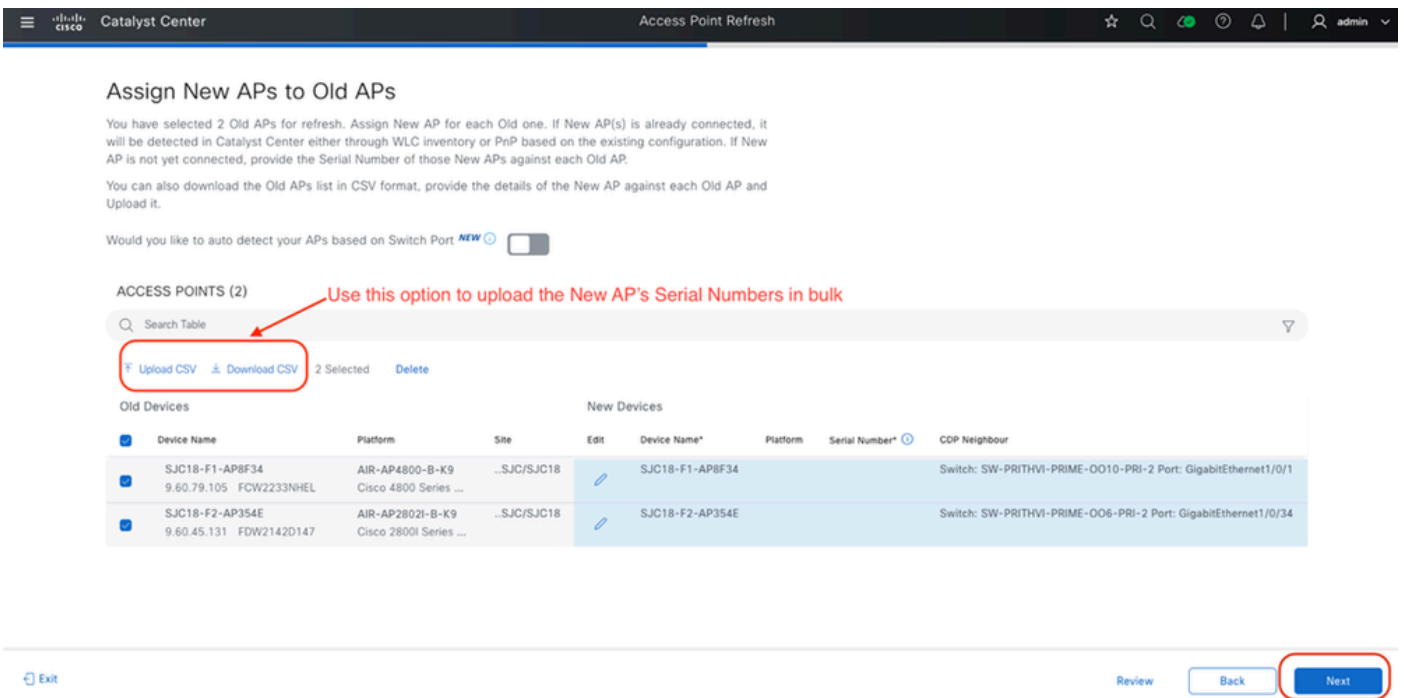 cisco Catalyst Center
Access Point Refresh
admin
Assign New APs to Old APs
You have selected 2 Old APs for refresh. Assign New AP for each Old one. If New AP(s) is already connected, it
will be detected in Catalyst Center either through WLC inventory or PnP based on the existing configuration. If New
AP is not yet connected, provide the Serial Number of those New APs against each Old AP.
You can also download the Old APs list in CSV format, provide the details of the New AP against each Old AP and
Upload it.
Would you like to auto detect your APs based on Switch Port NEW
ACCESS POINTS (2)
Use this option to upload the New AP's Serial Numbers in bulk
Search Table
Upload CSV Download CSV 2 Selected Delete
Old Devices New Devices
Device Name Platform Site Edit Device Name* Platform Serial Number* CDP Neighbour
SJC18-F1-AP8F34 AIR-AP4800-B-K9 ..SJC/SJC18 SJC18-F1-AP8F34 Switch: SW-PRITHVI-PRIME-OO10-PRI-2 Port: GigabitEthernet1/0/1
9.60.79.105 FCW2233NHEL Cisco 4800 Series ...
SJC18-F2-AP354E AIR-AP2802I-B-K9 ..SJC/SJC18 SJC18-F2-AP354E Switch: SW-PRITHVI-PRIME-OO6-PRI-2 Port: GigabitEthernet1/0/34
9.60.45.131 FDW2142D147 Cisco 2800I Series ...
Exit Review Back Next